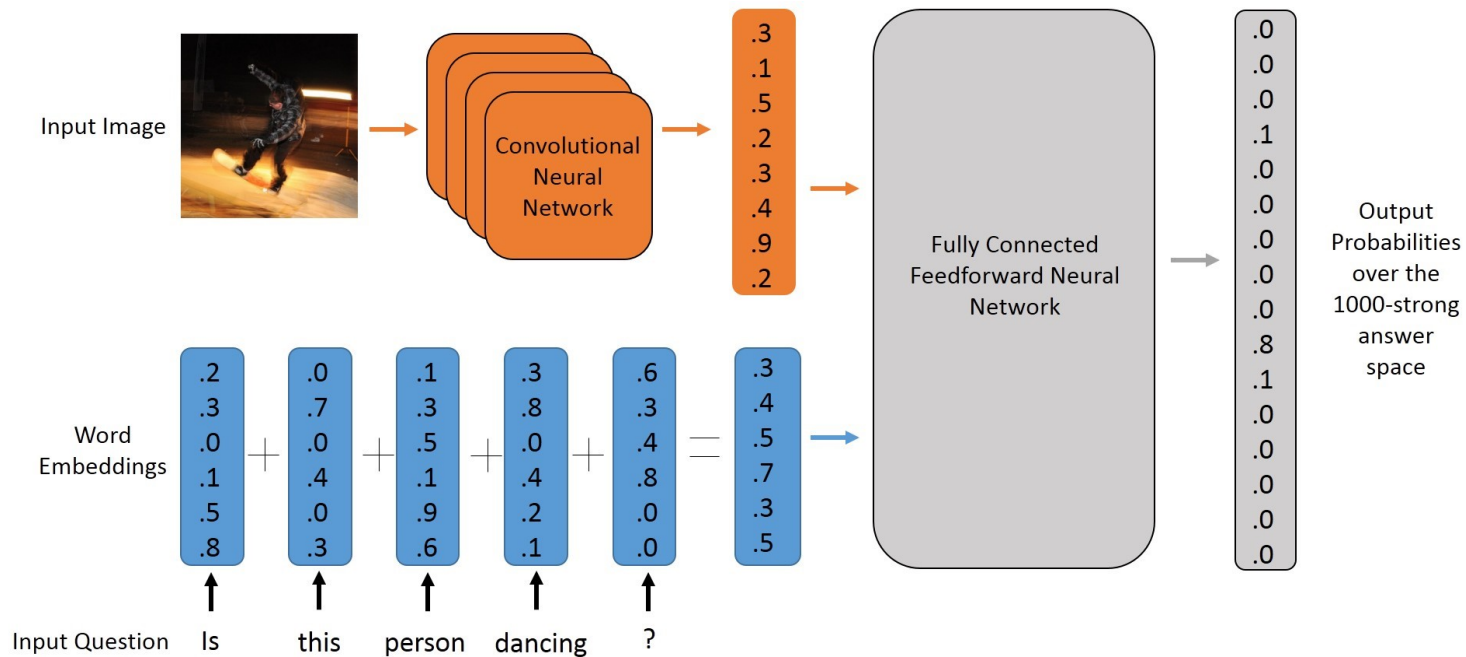 Input Image
Convolutional
Neural
Network
.3
.1
.5
.2
.3
.4
.9
.2
Fully Connected
Feedforward Neural
Network
.0
.0
.0
.1
.0
.0
.0
.0
.0
.8
.1
.0
.0
.0
.0
.0
Output
Probabilities
over the
1000-strong
answer
space
Word
Embeddings
.2 .0 .1 .3 .6 .3
.3 .7 .3 .8 .3 .4
.0 + .0 + .5 + .0 + .4 = .5
.1 .4 .1 .4 .8 .7
.5 .0 .9 .2 .0 .3
.8 .3 .6 .1 .0 .5
Input Question Is this person dancing ?